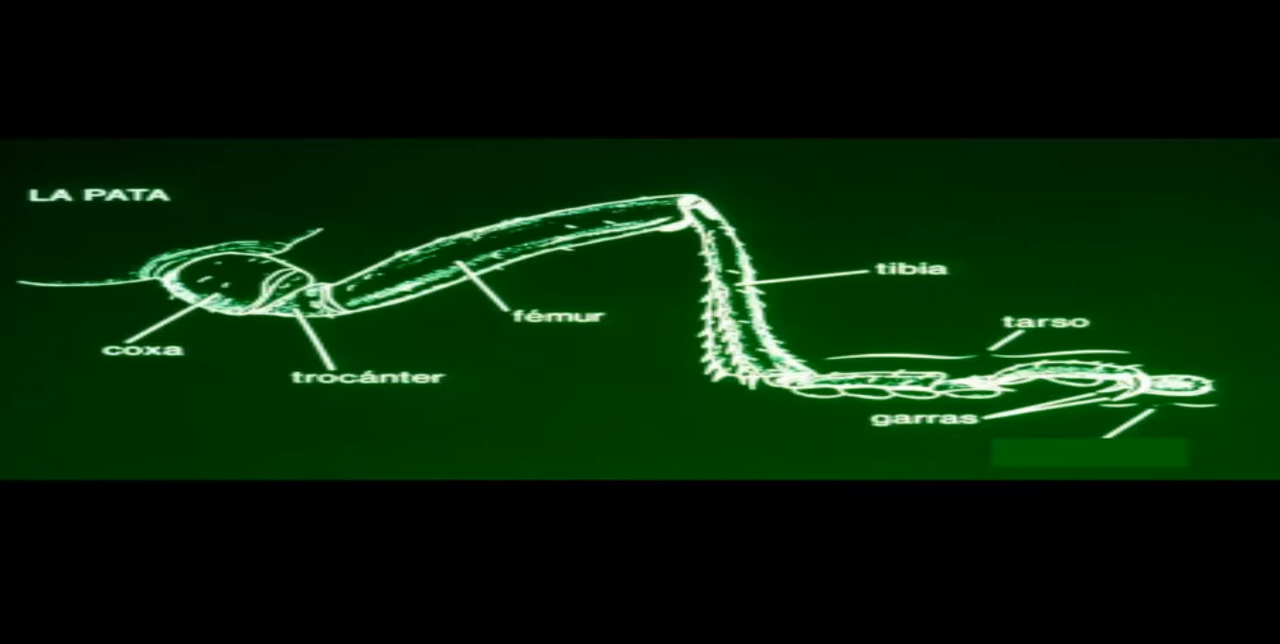 LA PATA
tibia
fémur
tarso
coxa
trocánter
garras